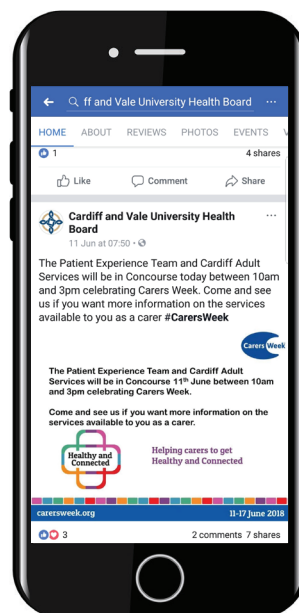 ff and Vale University Health Board
HOME ABOUT REVIEWS PHOTOS EVENTS
1 4 shares
Like Comment Share
Cardiff and Vale University Health
Board
11 Jun at 07:50
The Patient Experience Team and Cardiff Adult
Services will be in Concourse today between 10am
and 3pm celebrating Carers Week. Come and see
us if you want more information on the services
available to you as a carer #CarersWeek
Carers Week
The Patient Experience Team and Cardiff Adult
Services will be in Concourse 11th June between 10am
and 3pm celebrating Carers Week.
Come and see us if you want more information on the
services available to you as a carer.
Healthy and
Connected
Helping carers to get
Healthy and Connected
carersweek.org 11-17 June 2018
3 2 comments 7 shares